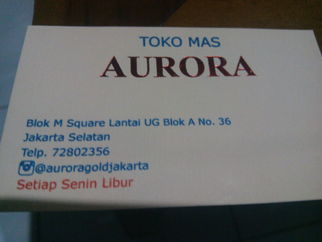 TOKO MAS
AURORA
Blok M Square Lantai UG Blok A No. 36
Jakarta Selatan
Telp. 72802356
@auroragoldjakarta
Setiap Senin Libur